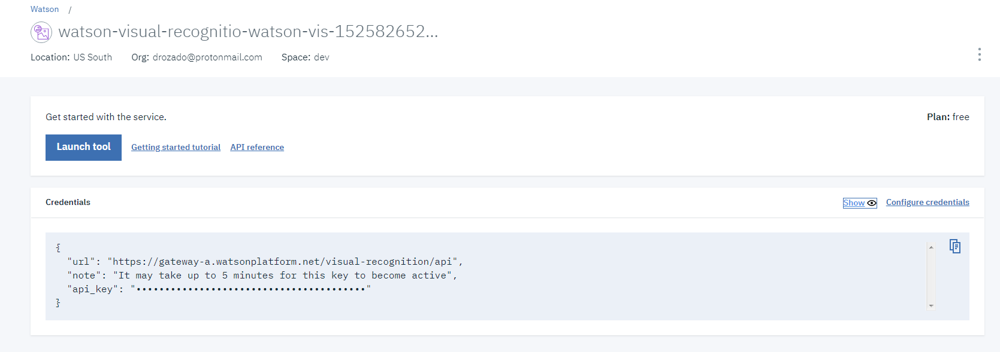 Watson /
watson-visual-recognitio-watson-vis-152582652...
Location: US South Org: drozado@protonmail.com Space: dev
Get started with the service. Plan: free
Launch tool Getting started tutorial API reference
Credentials Show Configure credentials
{
"url": "https://gateway-a.watsonplatform.net/visual-recognition/api",
"note": "It may take up to 5 minutes for this key to become active",
"api_key": "••••••••••••••••••••••••••••••••••••••••"
}